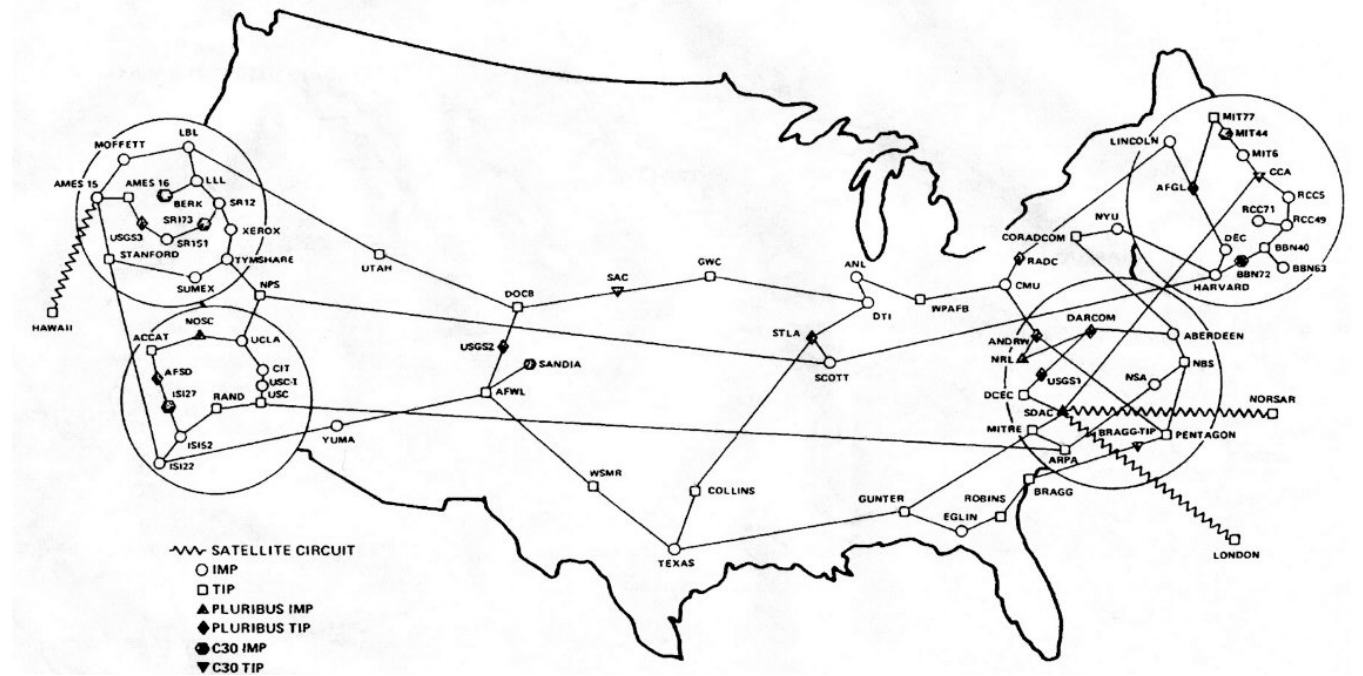 LBL
MOFFETT
AMES 15
AMES 16
LLL
BERK
SR12
SRI73
XEROX
USGS3
SR1S1
STANFORD
TYMSHARE
SUMEX
NPS
HAWAII
NOSC
ACCAT
UCLA
AFSD
CIT
USC-I
ISI27
USC
RAND
ISIS2
ISI22
YUMA
UTAH
DOCB
SAC
GWC
USGS2
SANDIA
AFWL
WSMR
TEXAS
COLLINS
STLA
SCOTT
ANL
DTI
WPAFB
CMU
RADC
CORADCOM
NYU
LINCOLN
MIT77
MIT44
MIT6
CCA
AFGL
RCC5
RCC71
RCC49
DEC
BBN40
BBN72
BBN63
HARVARD
DARCOM
ANDRW
ABERDEEN
NRL
USGS1
NBS
NSA
DCEC
SDAC
NORSAR
MITRE
BRAGG-TIP
PENTAGON
ARPA
GUNTER
ROBINS
BRAGG
EGLIN
LONDON
SATELLITE CIRCUIT
IMP
TIP
PLURIBUS IMP
PLURIBUS TIP
C30 IMP
C30 TIP